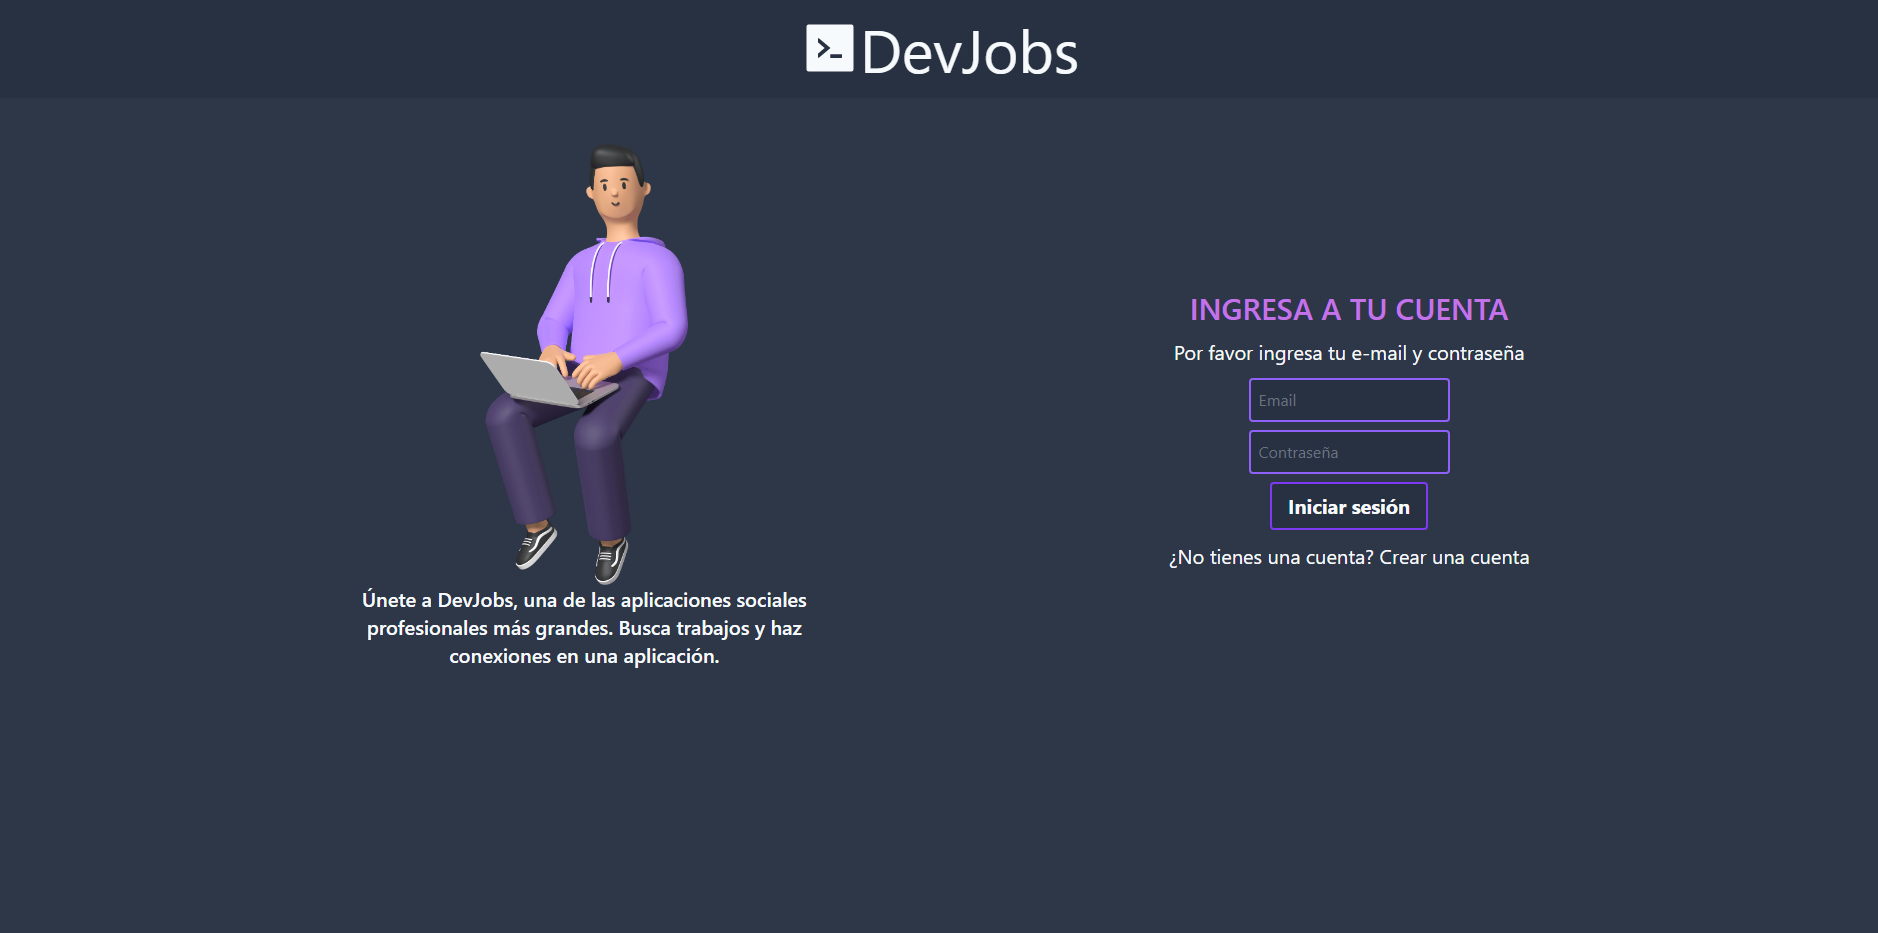 >_ DevJobs
Únete a DevJobs, una de las aplicaciones sociales
profesionales más grandes. Busca trabajos y haz
conexiones en una aplicación.
INGRESA A TU CUENTA
Por favor ingresa tu e-mail y contraseña
Email
Contraseña
Iniciar sesión
¿No tienes una cuenta? Crear una cuenta